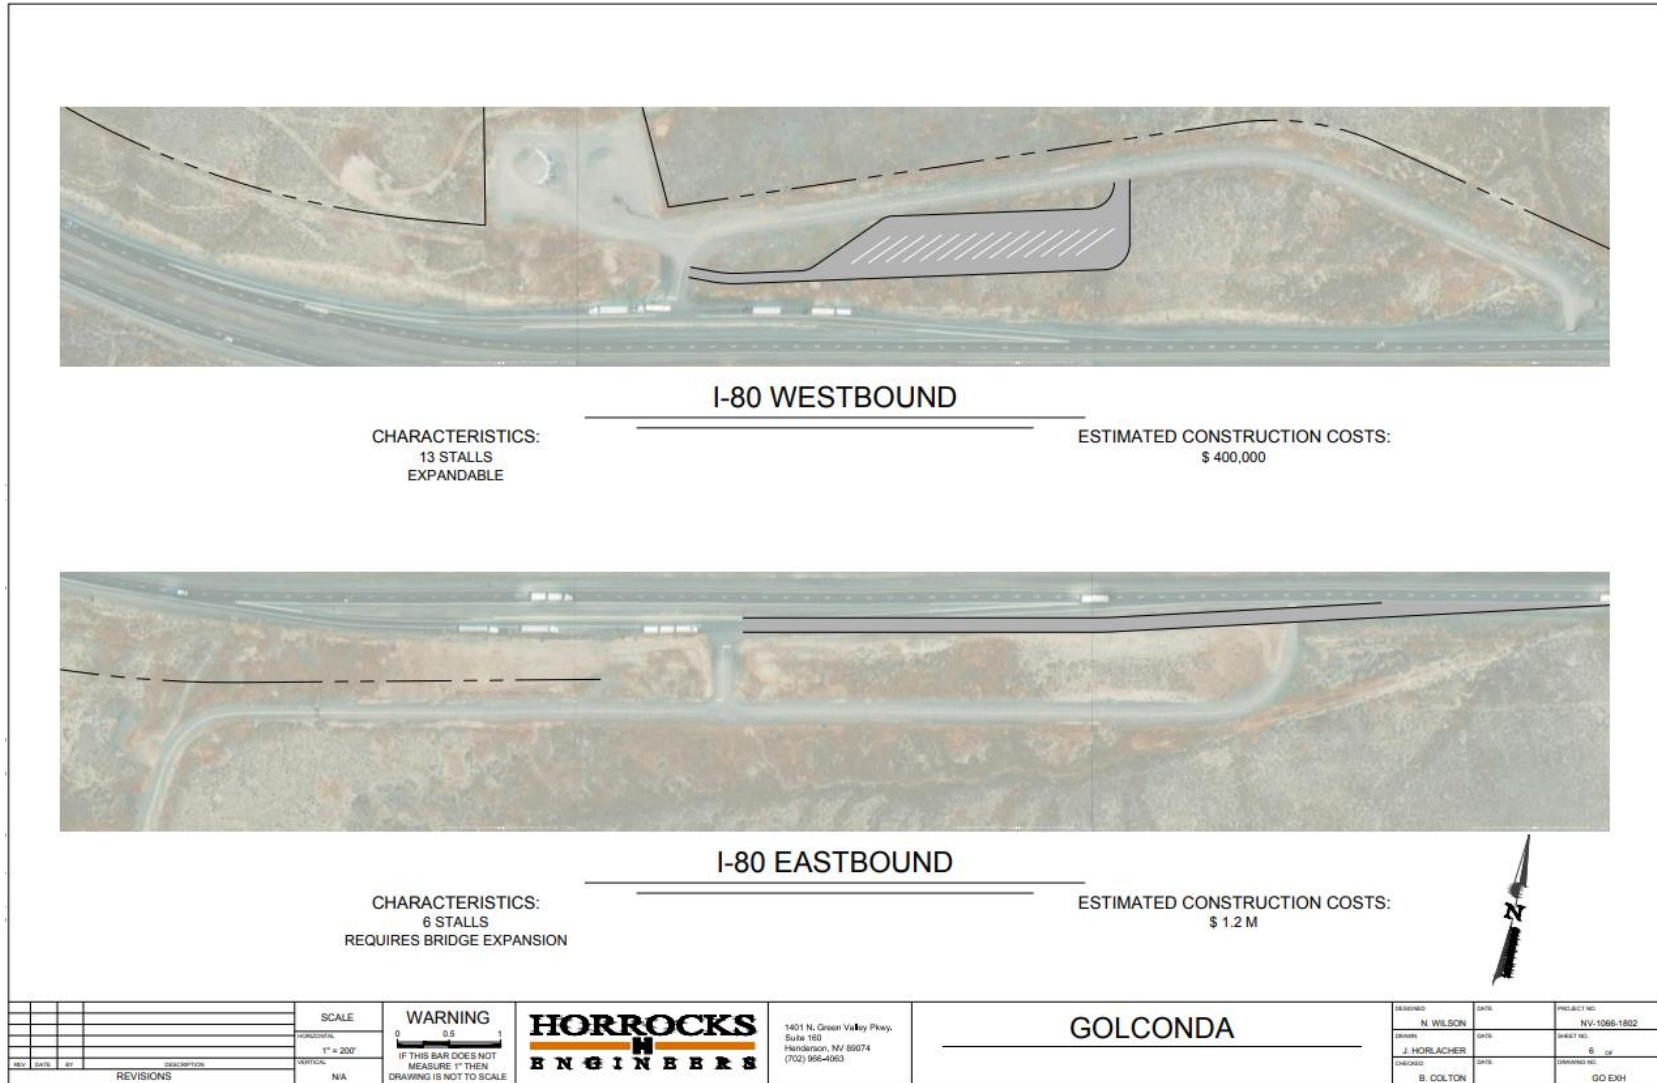 I-80 WESTBOUND
CHARACTERISTICS:
13 STALLS
EXPANDABLE
ESTIMATED CONSTRUCTION COSTS:
$ 400,000
I-80 EASTBOUND
CHARACTERISTICS:
6 STALLS
REQUIRES BRIDGE EXPANSION
ESTIMATED CONSTRUCTION COSTS:
$ 1.2 M
N
REV DATE BY DESCRIPTION
REVISIONS
SCALE
HORIZONTAL
1" = 200'
VERTICAL
N/A
WARNING
0 0.5 1
IF THIS BAR DOES NOT
MEASURE 1" THEN
DRAWING IS NOT TO SCALE
HORROCKS
H
ENGINEERS
1401 N. Green Valley Pkwy.
Suite 160
Henderson, NV 89074
(702) 966-4063
GOLCONDA
DESIGNED
N. WILSON
DATE
PROJECT NO.
NV-1066-1802
DRAWN
J. HORLACHER
DATE
SHEET NO.
6 OF
CHECKED
B. COLTON
DATE
DRAWING NO.
GO EXH